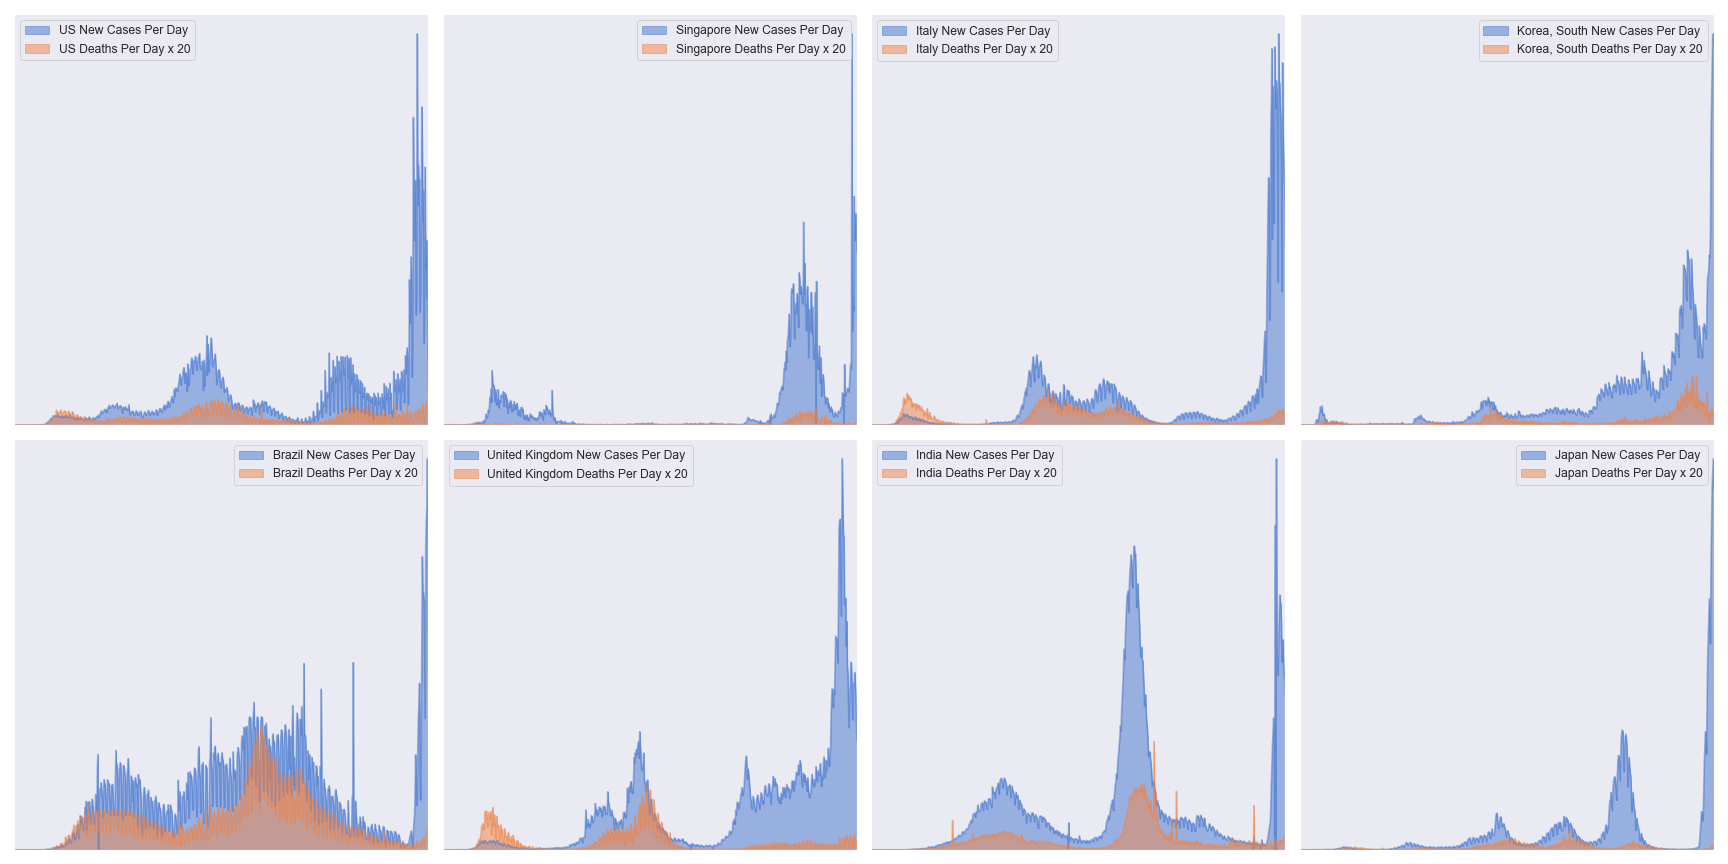 US New Cases Per Day
US Deaths Per Day x 20
Singapore New Cases Per Day
Singapore Deaths Per Day x 20
Italy New Cases Per Day
Italy Deaths Per Day x 20
Korea, South New Cases Per Day
Korea, South Deaths Per Day x 20
Brazil New Cases Per Day
Brazil Deaths Per Day x 20
United Kingdom New Cases Per Day
United Kingdom Deaths Per Day x 20
India New Cases Per Day
India Deaths Per Day x 20
Japan New Cases Per Day
Japan Deaths Per Day x 20